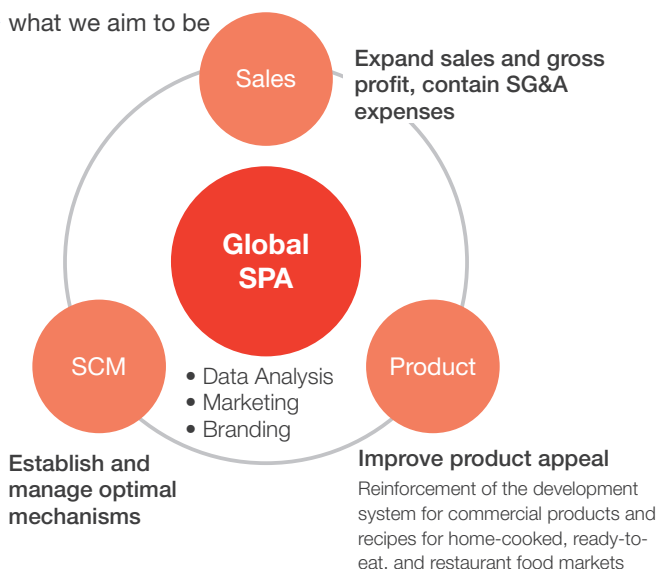 what we aim to be
Sales
Expand sales and gross
profit, contain SG&A
expenses
Global
SPA
SCM
Product
• Data Analysis
• Marketing
• Branding
Establish and
manage optimal
mechanisms
Improve product appeal
Reinforcement of the development
system for commercial products and
recipes for home-cooked, ready-to-
eat, and restaurant food markets